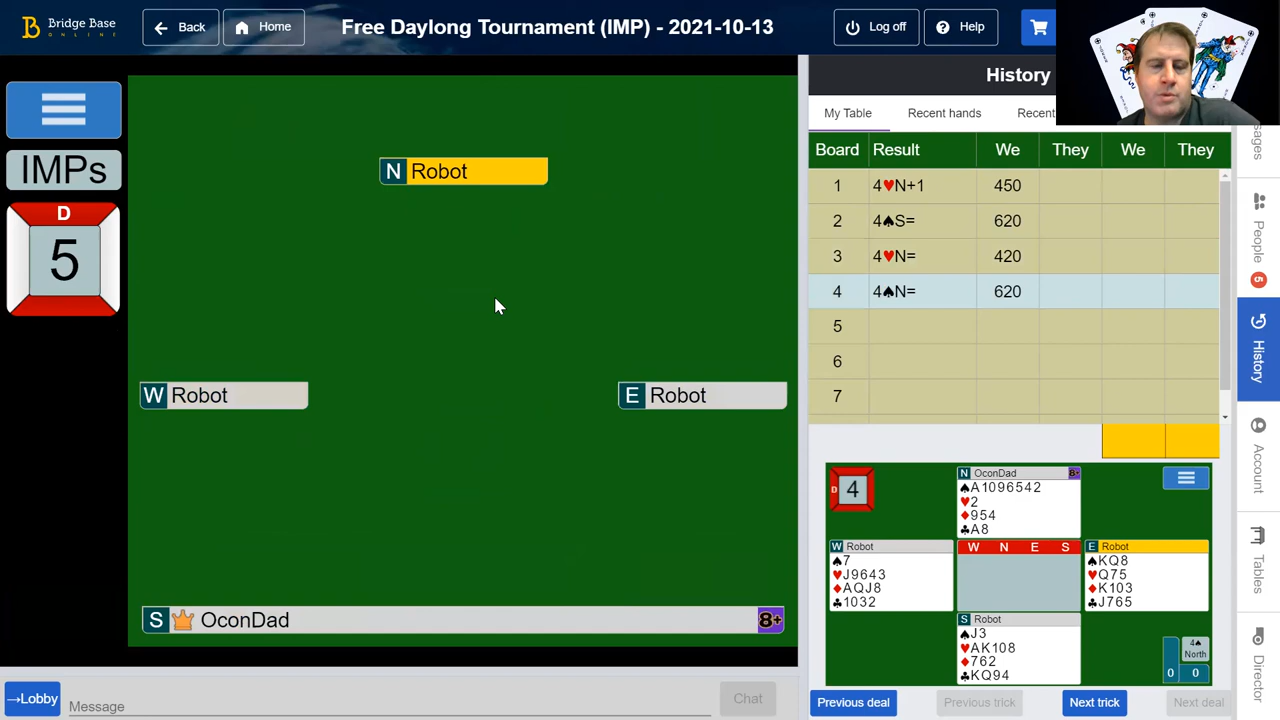 Bridge Base
ONLINE
Back
Home
Free Daylong Tournament (IMP) - 2021-10-13
Log off
Help
IMPs
D
5
N Robot
W Robot
E Robot
S OconDad 8+
→Lobby
Message
Chat
History
My Table
Recent hands
Recent
Board Result We They We They
1 4♥N+1 450
2 4♠S= 620
3 4♥N= 420
4 4♠N= 620
5
6
7
D 4
N OconDad 8+
♠A1096542
♥2
♦954
♣A8
W Robot
♠7
♥J9643
♦AQJ8
♣1032
W N E S
E Robot
♠KQ8
♥Q75
♦K103
♣J765
S Robot
♠J3
♥AK108
♦762
♣KQ94
4♠
North
0 0
Previous deal
Previous trick
Next trick
Next deal
sages
People
5
History
Account
Tables
Director